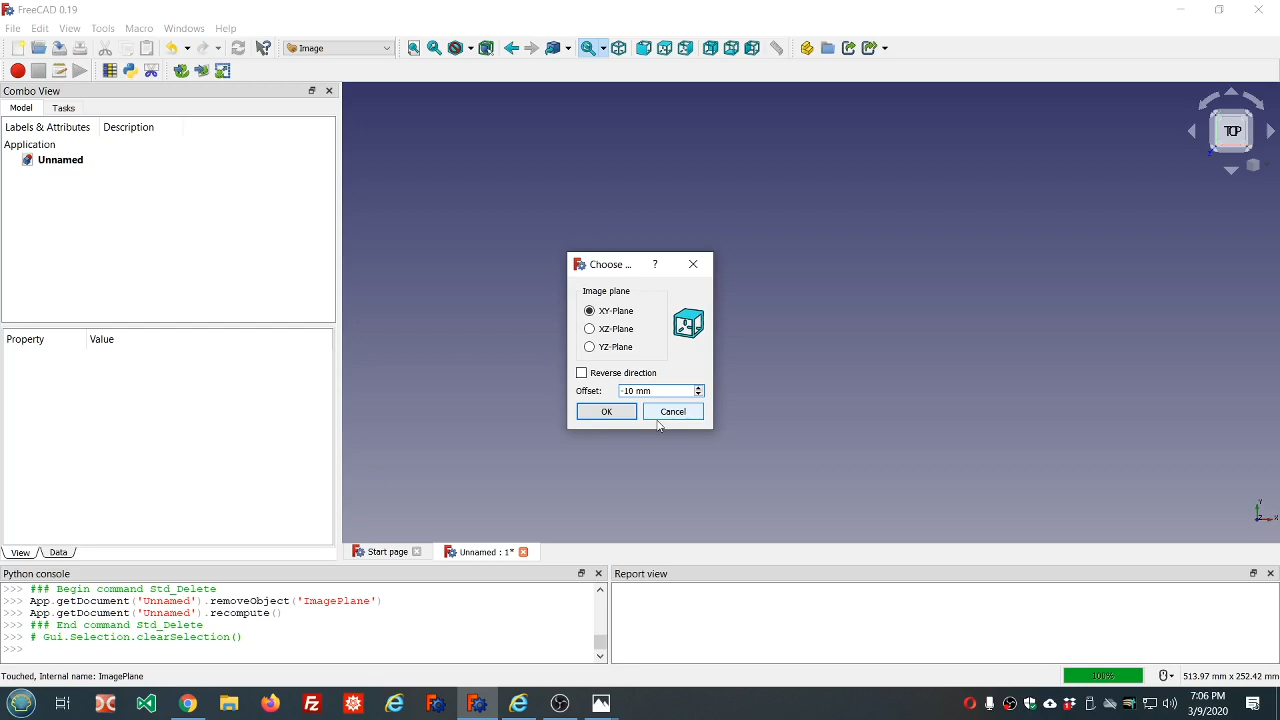 FreeCAD 0.19
File Edit View Tools Macro Windows Help
Image
Combo View
Model Tasks
Labels & Attributes Description
Application
Unnamed
TOP
Choose ... ?
Image plane
XY-Plane
XZ-Plane
YZ-Plane
Reverse direction
Offset: -10 mm
OK Cancel
Property Value
View Data
Start page Unnamed : 1*
Python console
>>> ### Begin command Std_Delete
>>> App.getDocument('Unnamed').removeObject('ImagePlane')
>>> App.getDocument('Unnamed').recompute()
>>> ### End command Std_Delete
>>> # Gui.Selection.clearSelection()
>>>
Report view
Touched, Internal name: ImagePlane
100%
513.97 mm x 252.42 mm
7:06 PM
3/9/2020